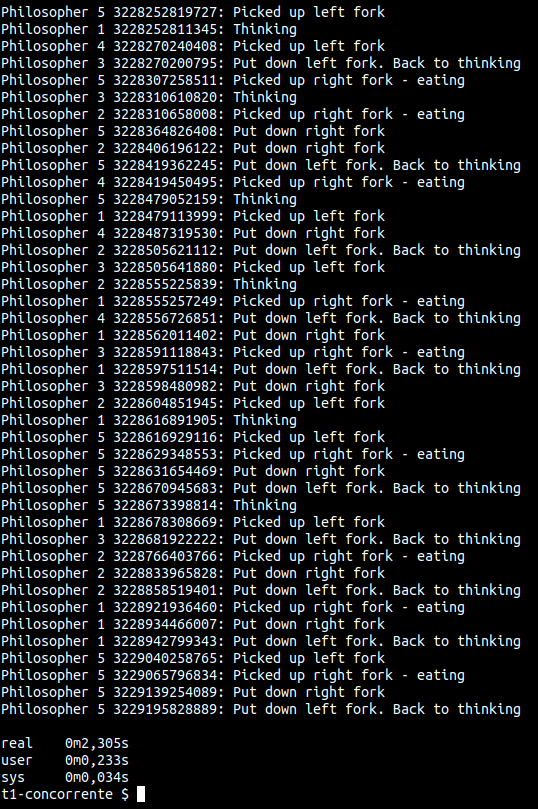 Philosopher 5 3228252819727: Picked up left fork
Philosopher 1 3228252811345: Thinking
Philosopher 4 3228270240408: Picked up left fork
Philosopher 3 3228270200795: Put down left fork. Back to thinking
Philosopher 5 3228307258511: Picked up right fork - eating
Philosopher 3 3228310610820: Thinking
Philosopher 2 3228310658008: Picked up right fork - eating
Philosopher 5 3228364826408: Put down right fork
Philosopher 2 3228406196122: Put down right fork
Philosopher 5 3228419362245: Put down left fork. Back to thinking
Philosopher 4 3228419450495: Picked up right fork - eating
Philosopher 5 3228479052159: Thinking
Philosopher 1 3228479113999: Picked up left fork
Philosopher 4 3228487319530: Put down right fork
Philosopher 2 3228505621112: Put down left fork. Back to thinking
Philosopher 3 3228505641880: Picked up left fork
Philosopher 2 3228555225839: Thinking
Philosopher 1 3228555257249: Picked up right fork - eating
Philosopher 4 3228556726851: Put down left fork. Back to thinking
Philosopher 1 3228562011402: Put down right fork
Philosopher 3 3228591118843: Picked up right fork - eating
Philosopher 1 3228597511514: Put down left fork. Back to thinking
Philosopher 3 3228598480982: Put down right fork
Philosopher 2 3228604851945: Picked up left fork
Philosopher 1 3228616891905: Thinking
Philosopher 5 3228616929116: Picked up left fork
Philosopher 5 3228629348553: Picked up right fork - eating
Philosopher 5 3228631654469: Put down right fork
Philosopher 5 3228670945683: Put down left fork. Back to thinking
Philosopher 5 3228673398814: Thinking
Philosopher 1 3228678308669: Picked up left fork
Philosopher 3 3228681922222: Put down left fork. Back to thinking
Philosopher 2 3228766403766: Picked up right fork - eating
Philosopher 2 3228833965828: Put down right fork
Philosopher 2 3228858519401: Put down left fork. Back to thinking
Philosopher 1 3228921936460: Picked up right fork - eating
Philosopher 1 3228934466007: Put down right fork
Philosopher 1 3228942799343: Put down left fork. Back to thinking
Philosopher 5 3229040258765: Picked up left fork
Philosopher 5 3229065796834: Picked up right fork - eating
Philosopher 5 3229139254089: Put down right fork
Philosopher 5 3229195828889: Put down left fork. Back to thinking
real 0m2,305s
user 0m0,233s
sys 0m0,034s
t1-concorrente $